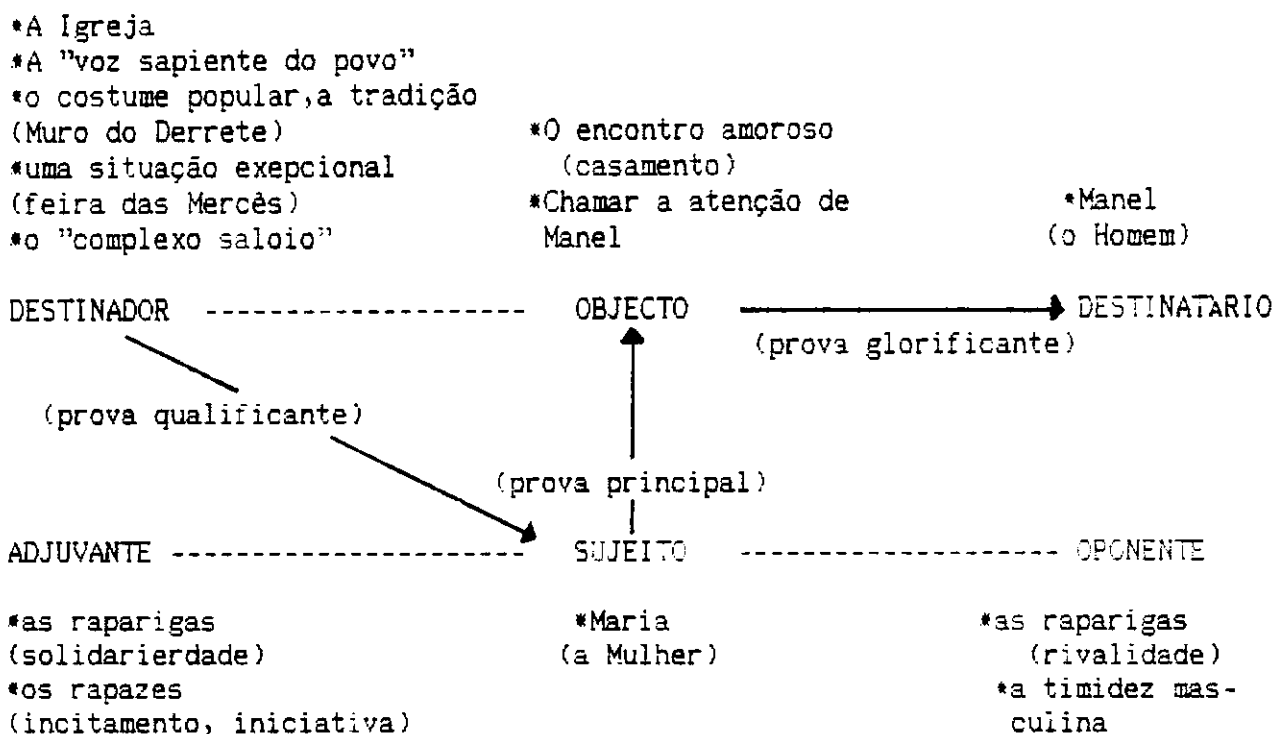 *A Igreja
*A "voz sapiente do povo"
*o costume popular,a tradição
(Muro do Derrete)
*uma situação exepcional
(feira das Mercês)
*o "complexo saloio"
*O encontro amoroso
(casamento)
*Chamar a atenção de
Manel
*Manel
(o Homem)
DESTINADOR -------------------- OBJECTO DESTINATÁRIO
(prova glorificante)
(prova qualificante)
(prova principal)
ADJUVANTE ---------------------- SUJEITO -------------------- OPONENTE
*as raparigas
(solidarierdade)
*os rapazes
(incitamento, iniciativa)
*Maria
(a Mulher)
*as raparigas
(rivalidade)
*a timidez mas-
culina